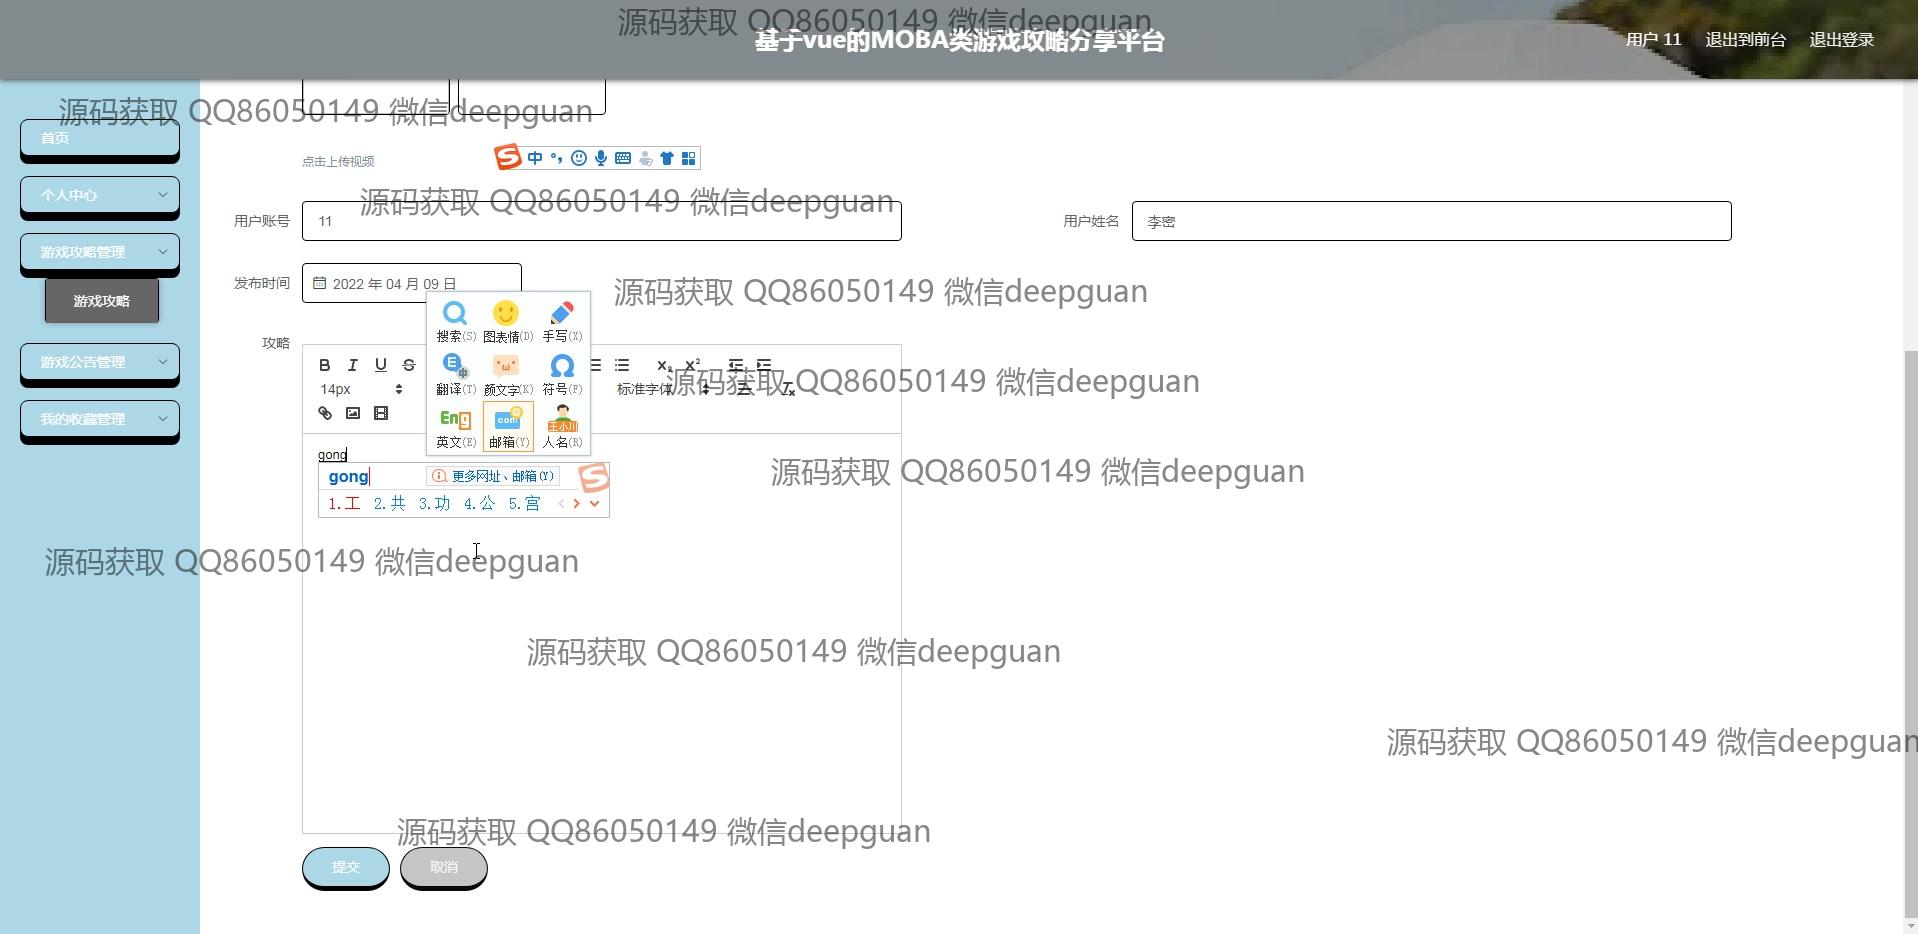 源码获取 QQ86050149 微信deepguan
基于vue的MOBA类游戏攻略分享平台
用户 11 退出到前台 退出登录
源码获取 QQ86050149 微信deepguan
首页
点击上传视频
中
个人中心
源码获取 QQ86050149 微信deepguan
用户账号 11
用户姓名 李密
游戏攻略管理
发布时间 2022 年 04 月 09 日
源码获取 QQ86050149 微信deepguan
游戏攻略
搜索(S) 图表情(D) 手写(X)
攻略
游戏公告管理
B I U S
翻译(T) 颜文字(K) 符号(F)
14px
标准字体
源码获取 QQ86050149 微信deepguan
我的收藏管理
Eng com @ 王小川
英文(E) 邮箱(Y) 人名(R)
gong
gong 更多网址、邮箱(Y)
源码获取 QQ86050149 微信deepguan
1.工 2.共 3.功 4.公 5.宫
源码获取 QQ86050149 微信deepguan
源码获取 QQ86050149 微信deepguan
源码获取 QQ86050149 微信deepguan
源码获取 QQ86050149 微信deepguan
提交 取消